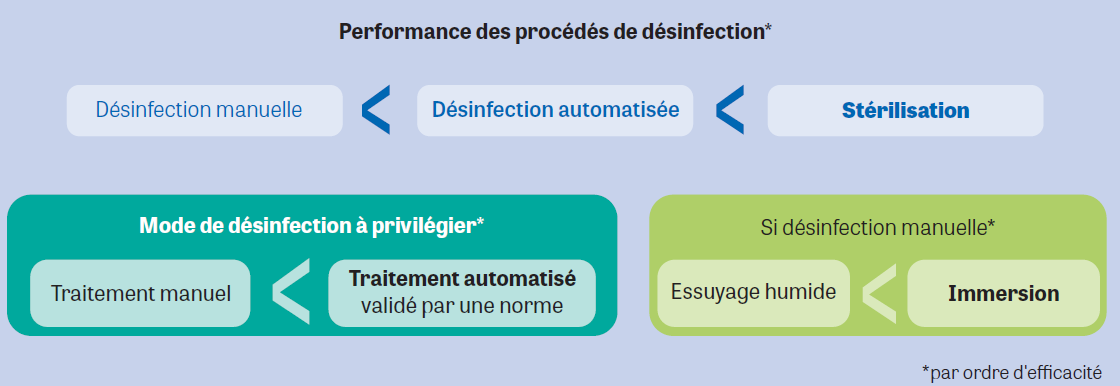 Performance des procédés de désinfection*
Désinfection manuelle < Désinfection automatisée < Stérilisation
Mode de désinfection à privilégier*
Traitement manuel < Traitement automatisé
validé par une norme
Si désinfection manuelle*
Essuyage humide < Immersion
*par ordre d'efficacité